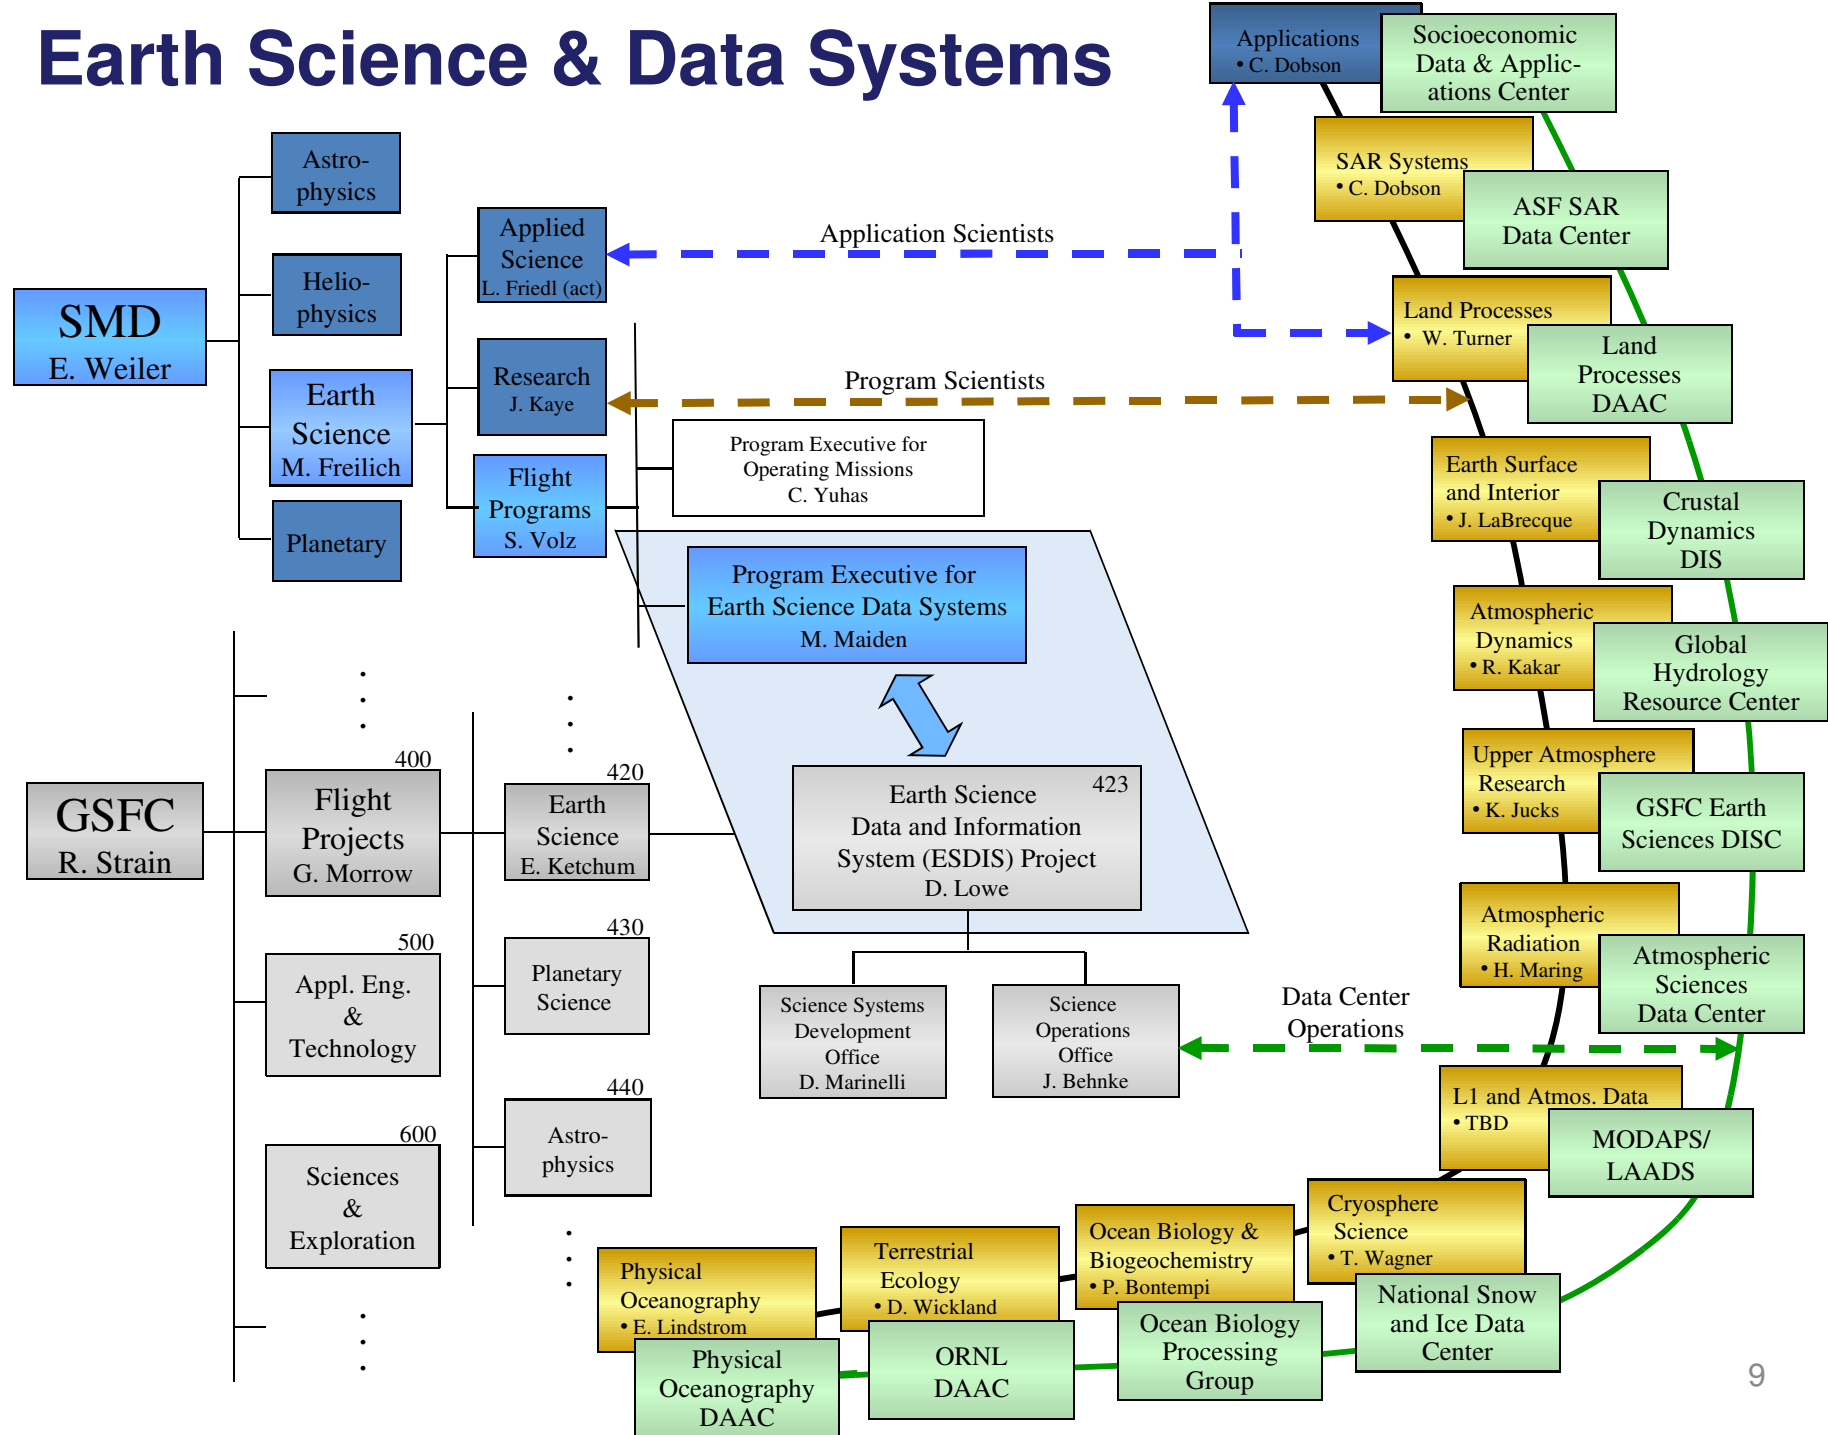 Earth Science & Data Systems
Applications
• C. Dobson
Socioeconomic
Data & Applic-
ations Center
SAR Systems
• C. Dobson
ASF SAR
Data Center
Astro-
physics
Helio-
physics
SMD
E. Weiler
Earth
Science
M. Freilich
Planetary
Applied
Science
L. Friedl (act)
Research
J. Kaye
Flight
Programs
S. Volz
Application Scientists
Program Scientists
Program Executive for
Operating Missions
C. Yuhas
Program Executive for
Earth Science Data Systems
M. Maiden
Land Processes
• W. Turner
Land
Processes
DAAC
Earth Surface
and Interior
• J. LaBrecque
Crustal
Dynamics
DIS
Atmospheric
Dynamics
• R. Kakar
Global
Hydrology
Resource Center
Upper Atmosphere
Research
• K. Jucks
GSFC Earth
Sciences DISC
Atmospheric
Radiation
• H. Maring
Atmospheric
Sciences
Data Center
GSFC
R. Strain
400
Flight
Projects
G. Morrow
500
Appl. Eng.
&
Technology
600
Sciences
&
Exploration
420
Earth
Science
E. Ketchum
430
Planetary
Science
440
Astro-
physics
423
Earth Science
Data and Information
System (ESDIS) Project
D. Lowe
Science Systems
Development
Office
D. Marinelli
Science
Operations
Office
J. Behnke
Data Center
Operations
L1 and Atmos. Data
• TBD
MODAPS/
LAADS
Cryosphere
Science
• T. Wagner
National Snow
and Ice Data
Center
Ocean Biology &
Biogeochemistry
• P. Bontempi
Ocean Biology
Processing
Group
Terrestrial
Ecology
• D. Wickland
ORNL
DAAC
Physical
Oceanography
• E. Lindstrom
Physical
Oceanography
DAAC
9